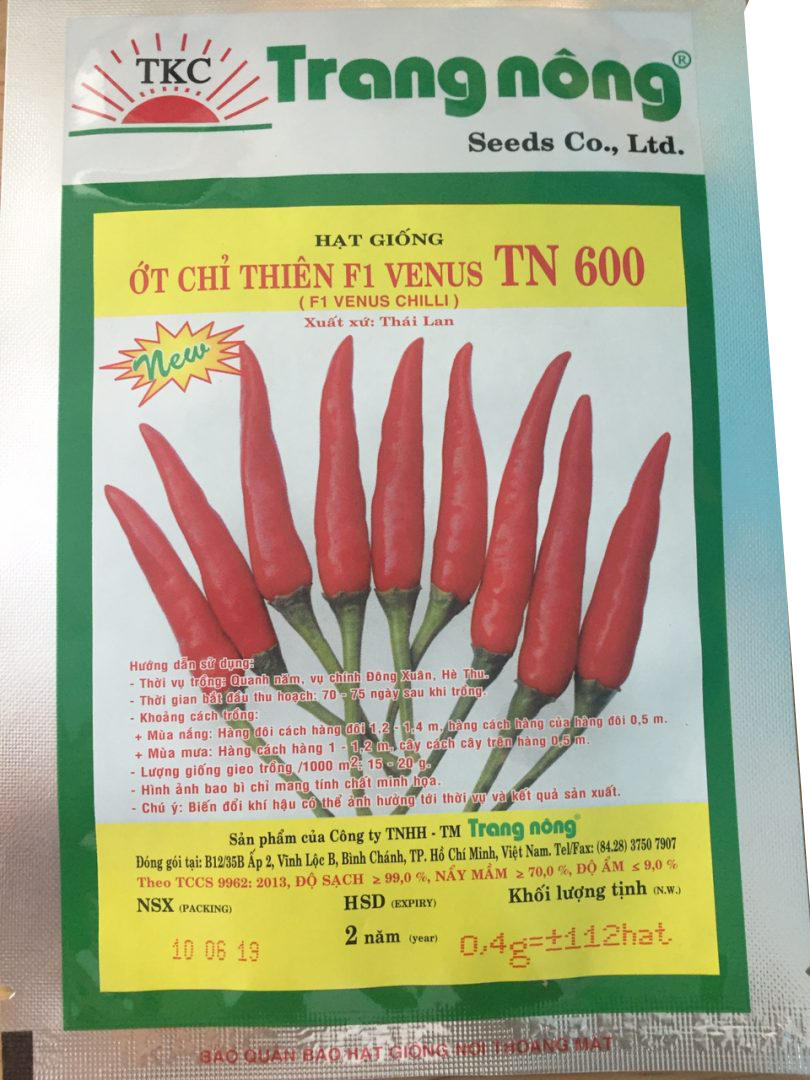 TKC
Trang nông®
Seeds Co., Ltd.
HẠT GIỐNG
ỚT CHỈ THIÊN F1 VENUS TN 600
( F1 VENUS CHILLI )
Xuất xứ: Thái Lan
New
Hướng dẫn sử dụng:
- Thời vụ trồng: Quanh năm, vụ chính Đông Xuân, Hè Thu.
- Thời gian bắt đầu thu hoạch: 70 - 75 ngày sau khi trồng.
- Khoảng cách trồng:
+ Mùa nắng: Hàng đôi cách hàng đôi 1,2 - 1,4 m, hàng cách hàng của hàng đôi 0,5 m.
+ Mùa mưa: Hàng cách hàng 1 - 1,2 m, cây cách cây trên hàng 0,5 m.
- Lượng giống gieo trồng /1000 m²: 15 - 20 g.
- Hình ảnh bao bì chỉ mang tính chất minh họa.
- Chú ý: Biến đổi khí hậu có thể ảnh hưởng tới thời vụ và kết quả sản xuất.
Sản phẩm của Công ty TNHH - TM Trang nông®
Đóng gói tại: B12/35B Ấp 2, Vĩnh Lộc B, Bình Chánh, TP. Hồ Chí Minh, Việt Nam. Tel/Fax: (84.28) 3750 7907
Theo TCCS 9962: 2013, ĐỘ SẠCH ≥ 99,0 %, NẨY MẦM ≥ 70,0 %, ĐỘ ẨM ≤ 9,0 %
NSX (PACKING) HSD (EXPIRY) Khối lượng tịnh (N.W.)
10 06 19 2 năm (year) 0,4g=±112hat
BẢO QUẢN BAO HẠT GIỐNG NƠI THOÁNG MÁT